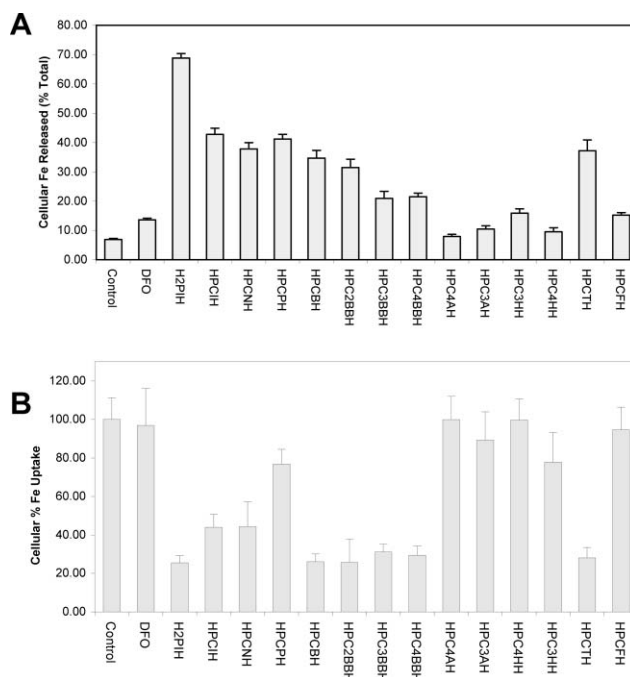 A
Cellular Fe Released (% Total)
80.00
70.00
60.00
50.00
40.00
30.00
20.00
10.00
0.00
Control
DFO
H2PIH
HPCIH
HPCNH
HPCPH
HPCBH
HPC2BBH
HPC3BBH
HPC4BBH
HPC4AH
HPC3AH
HPC3HH
HPC4HH
HPCTH
HPCFH
B
Cellular % Fe Uptake
120.00
100.00
80.00
60.00
40.00
20.00
0.00
Control
DFO
H2PIH
HPCIH
HPCNH
HPCPH
HPCBH
HPC2BBH
HPC3BBH
HPC4BBH
HPC4AH
HPC3AH
HPC4HH
HPC3HH
HPCTH
HPCFH